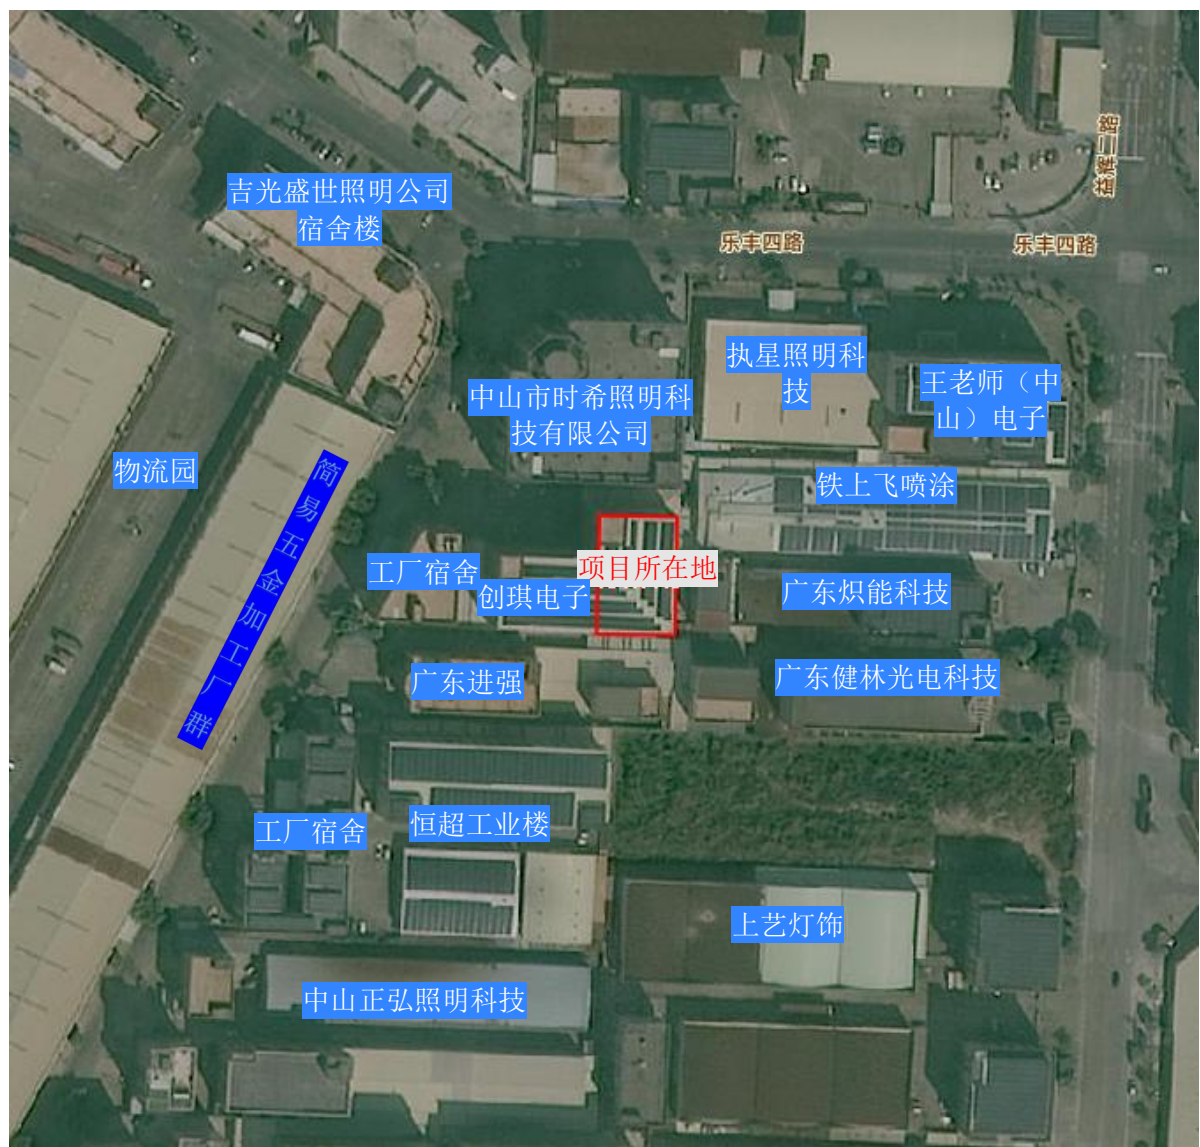 益辉二路
吉光盛世照明公司
宿舍楼
乐丰四路
乐丰四路
执星照明科
技
王老师（中
山）电子
中山市时希照明科
技有限公司
物流园
简易五金加工厂群
铁上飞喷涂
工厂宿舍
创琪电子
项目所在地
广东炽能科技
广东进强
广东健林光电科技
工厂宿舍
恒超工业楼
上艺灯饰
中山正弘照明科技